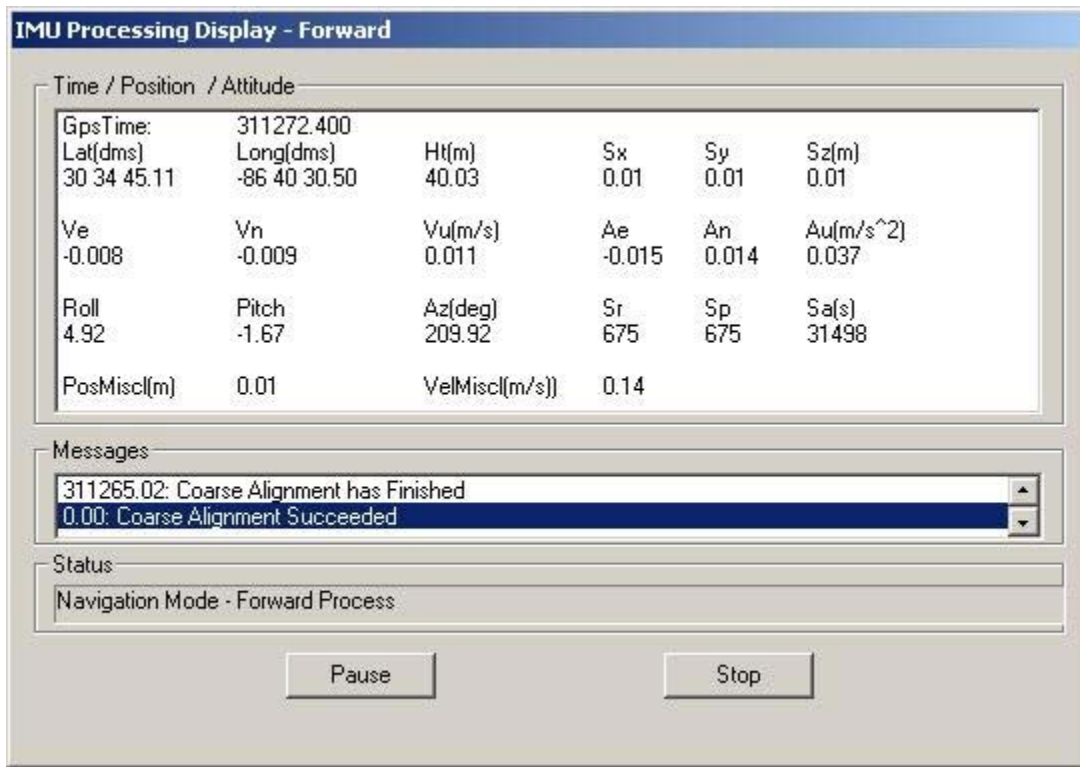 IMU Processing Display - Forward
Time / Position / Attitude
GpsTime: 311272.400
Lat(dms) Long(dms) Ht(m) Sx Sy Sz(m)
30 34 45.11 -86 40 30.50 40.03 0.01 0.01 0.01
Ve Vn Vu(m/s) Ae An Au(m/s^2)
-0.008 -0.009 0.011 -0.015 0.014 0.037
Roll Pitch Az(deg) Sr Sp Sa(s)
4.92 -1.67 209.92 675 675 31498
PosMiscl(m) 0.01 VelMiscl(m/s)) 0.14
Messages
311265.02: Coarse Alignment has Finished
0.00: Coarse Alignment Succeeded
Status
Navigation Mode - Forward Process
Pause Stop